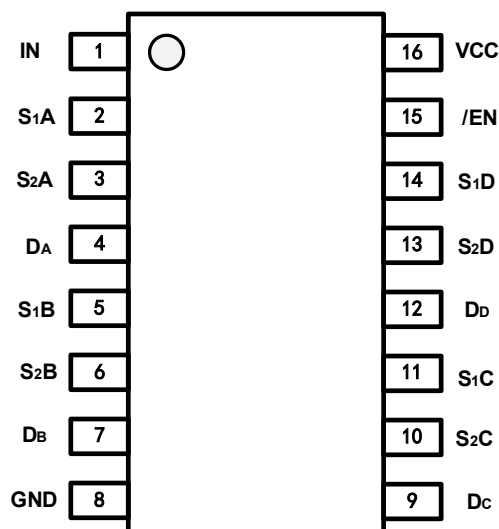 IN 1 16 VCC
S1A 2 15 /EN
S2A 3 14 S1D
DA 4 13 S2D
S1B 5 12 DD
S2B 6 11 S1C
DB 7 10 S2C
GND 8 9 DC